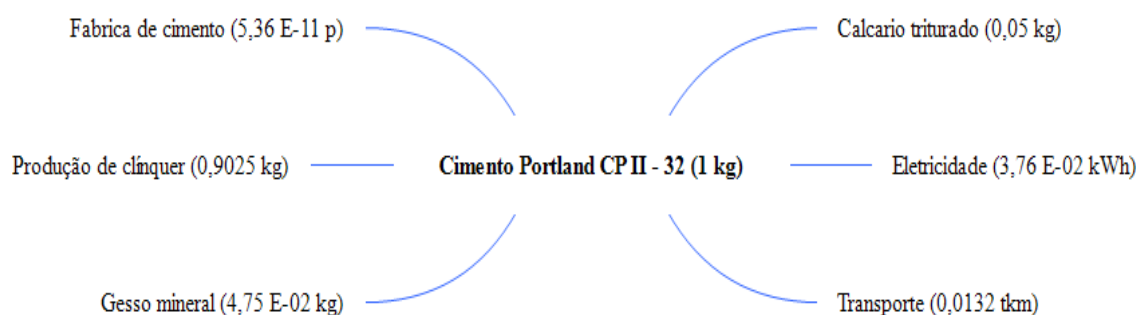 Fabrica de cimento (5,36 E-11 p)
Calcario triturado (0,05 kg)
Produção de clínquer (0,9025 kg)
Cimento Portland CP II - 32 (1 kg)
Eletricidade (3,76 E-02 kWh)
Gesso mineral (4,75 E-02 kg)
Transporte (0,0132 tkm)